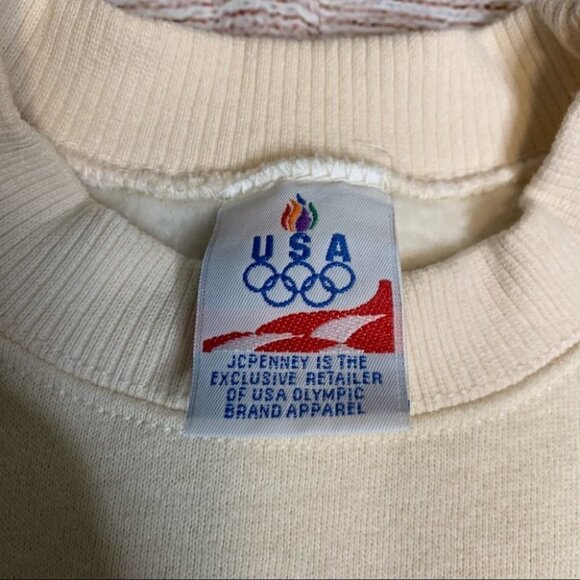 USA
JCPENNEY IS THE
EXCLUSIVE RETAILER
OF USA OLYMPIC
BRAND APPAREL